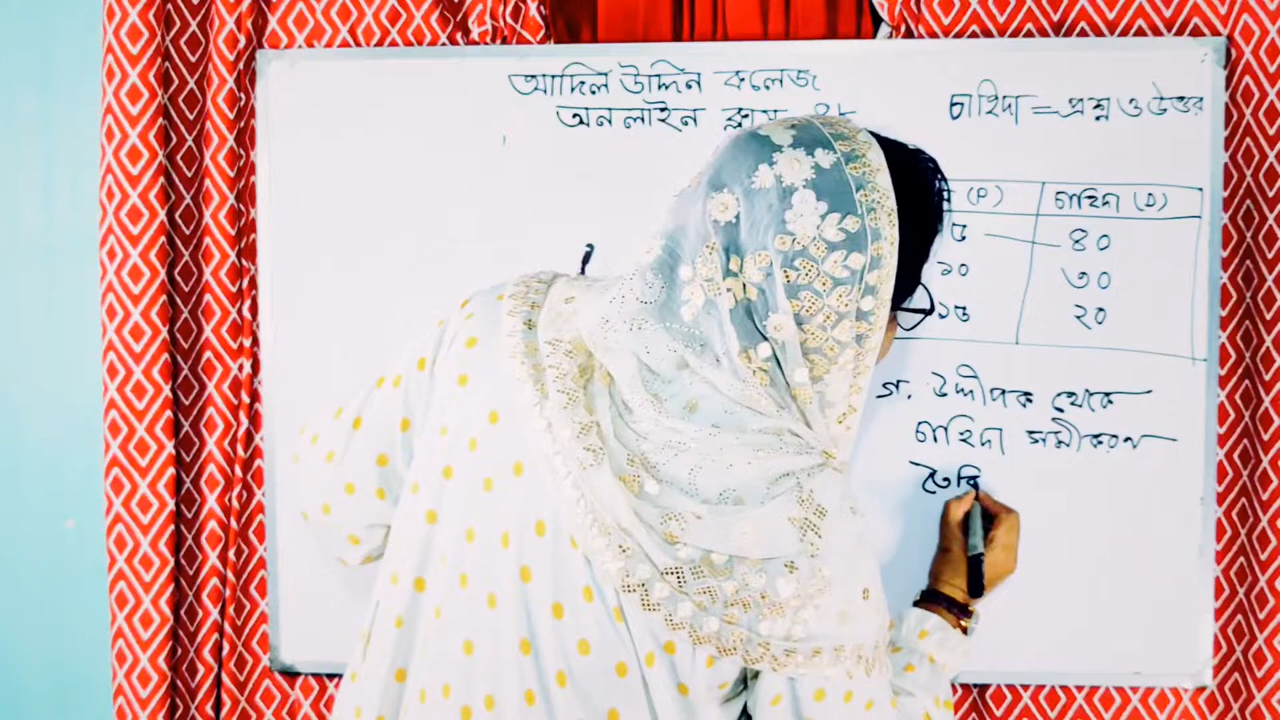 আদিল উদ্দিন কলেজ
অনলাইন ক্লাস
চাহিদা = প্রশ্ন ও উত্তর
(P) চাহিদা (D)
৫ ৪০
১০ ৩০
১৫ ২০
গ. উদ্দীপক থেকে
চাহিদা সমীকরণ
তৈরি